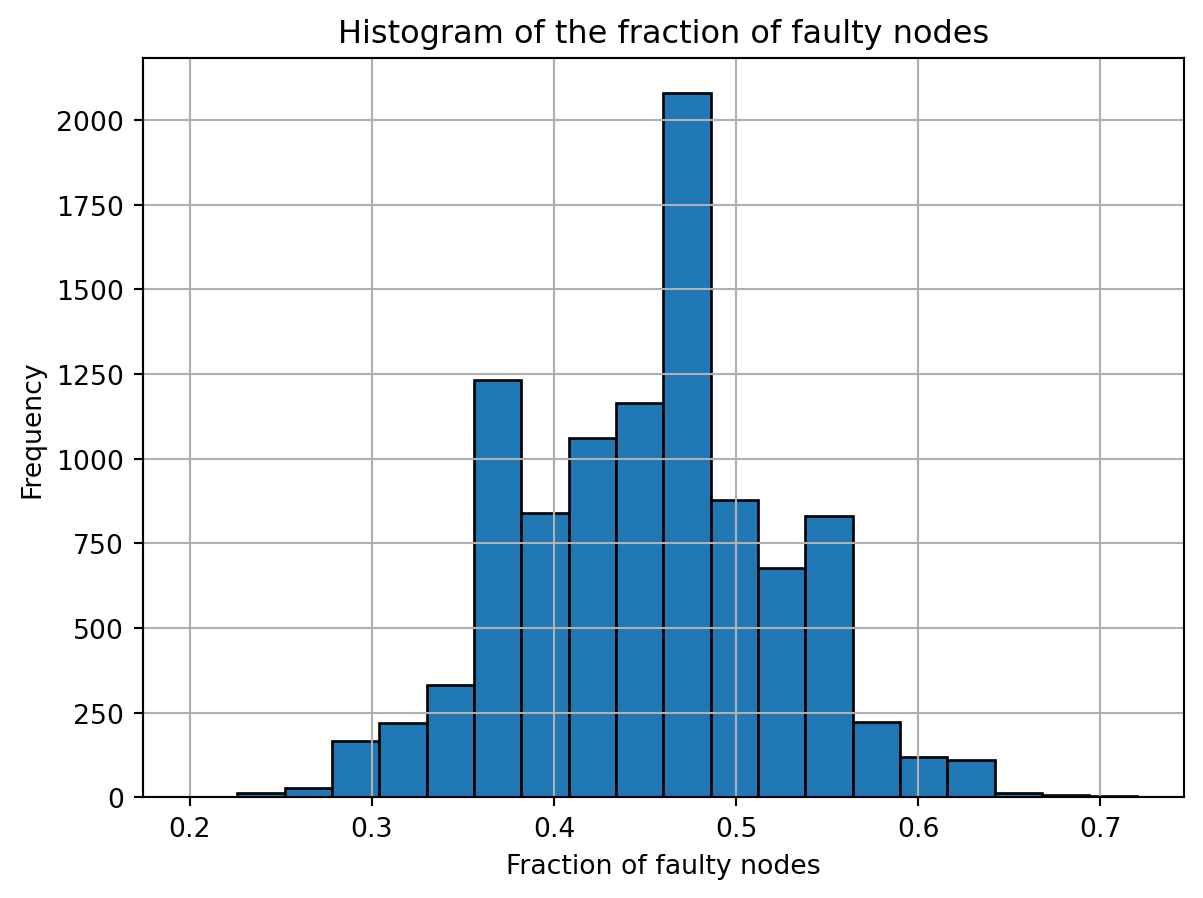 Histogram of the fraction of faulty nodes
Frequency
2000
1750
1500
1250
1000
750
500
250
0
0.2 0.3 0.4 0.5 0.6 0.7
Fraction of faulty nodes